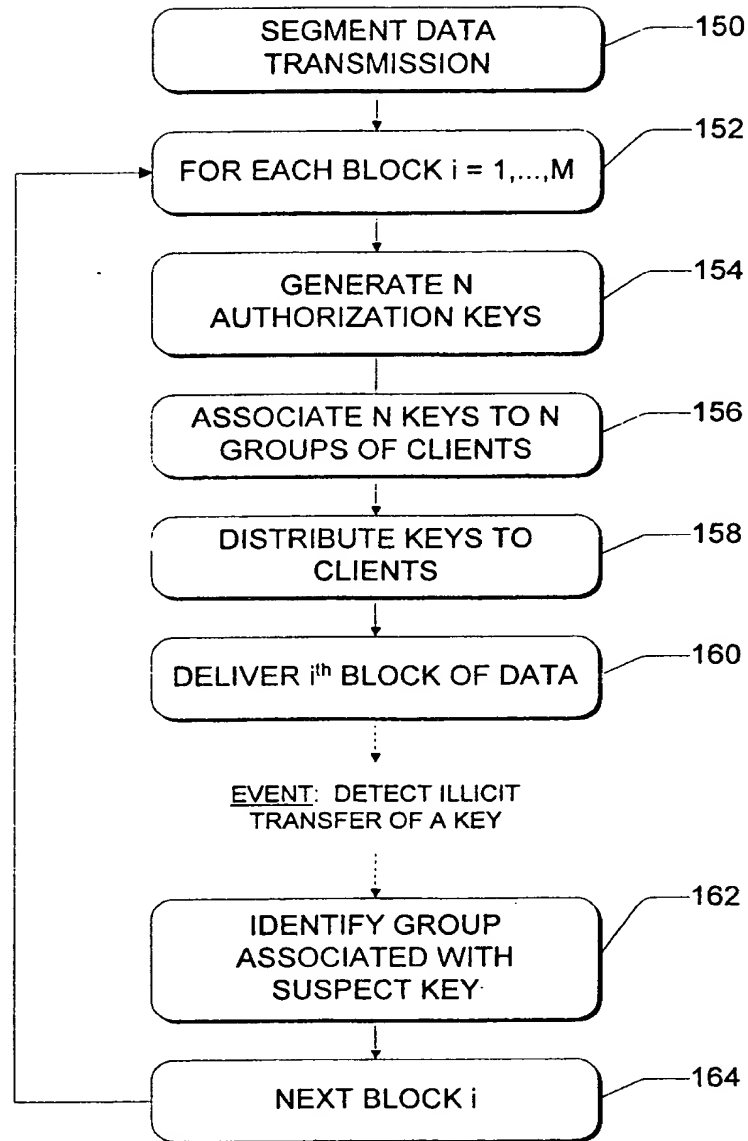 SEGMENT DATA
TRANSMISSION
150
FOR EACH BLOCK i = 1,...,M
152
GENERATE N
AUTHORIZATION KEYS
154
ASSOCIATE N KEYS TO N
GROUPS OF CLIENTS
156
DISTRIBUTE KEYS TO
CLIENTS
158
DELIVER ith BLOCK OF DATA
160
EVENT: DETECT ILLICIT
TRANSFER OF A KEY
IDENTIFY GROUP
ASSOCIATED WITH
SUSPECT KEY
162
NEXT BLOCK i
164